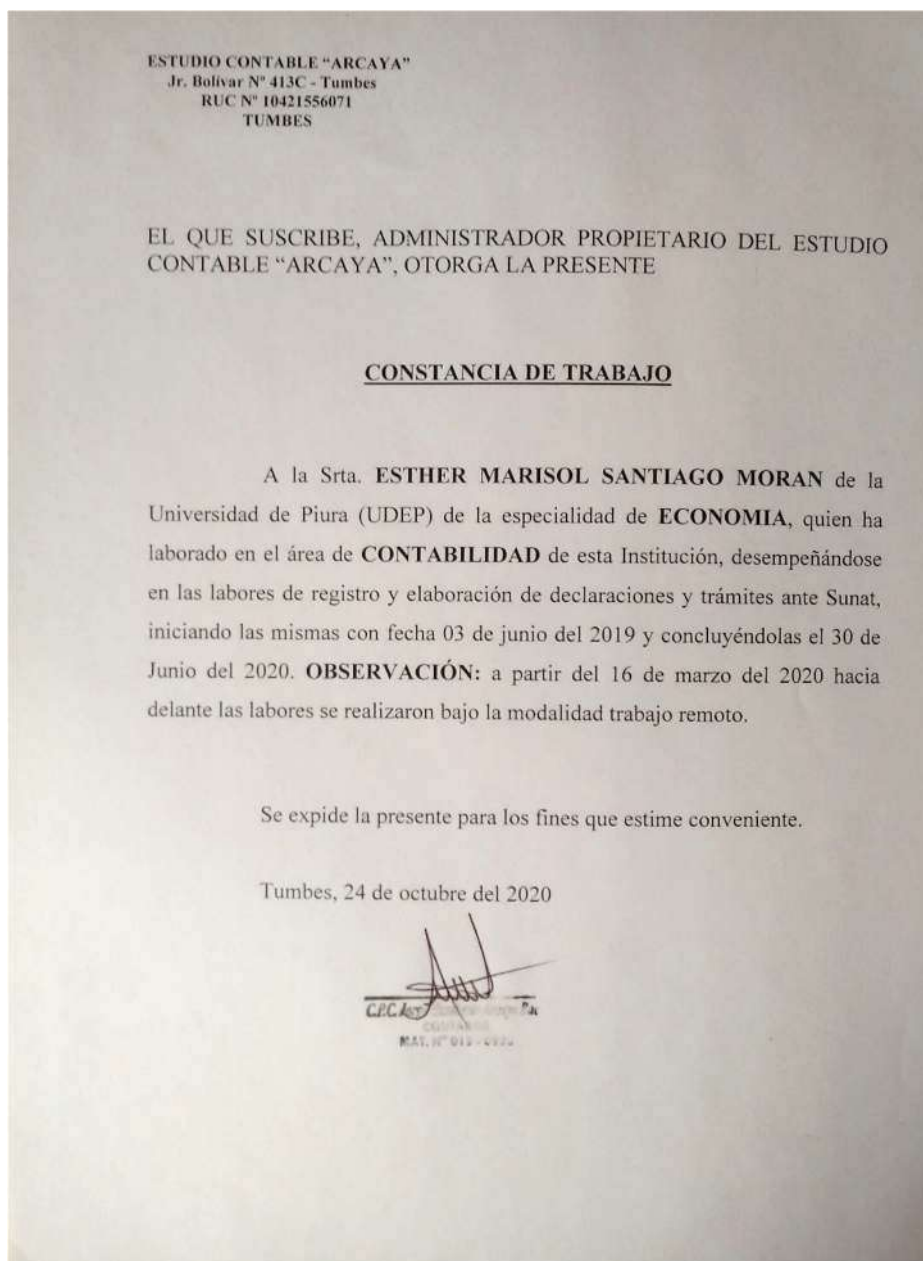 ESTUDIO CONTABLE “ARCAYA”
Jr. Bolívar Nº 413C - Tumbes
RUC Nº 10421556071
TUMBES
EL QUE SUSCRIBE, ADMINISTRADOR PROPIETARIO DEL ESTUDIO
CONTABLE “ARCAYA”, OTORGA LA PRESENTE
CONSTANCIA DE TRABAJO
A la Srta. ESTHER MARISOL SANTIAGO MORAN de la
Universidad de Piura (UDEP) de la especialidad de ECONOMIA, quien ha
laborado en el área de CONTABILIDAD de esta Institución, desempeñándose
en las labores de registro y elaboración de declaraciones y trámites ante Sunat,
iniciando las mismas con fecha 03 de junio del 2019 y concluyéndolas el 30 de
Junio del 2020. OBSERVACIÓN: a partir del 16 de marzo del 2020 hacia
delante las labores se realizaron bajo la modalidad trabajo remoto.
Se expide la presente para los fines que estime conveniente.
Tumbes, 24 de octubre del 2020
C.P.C.
MAT. Nº